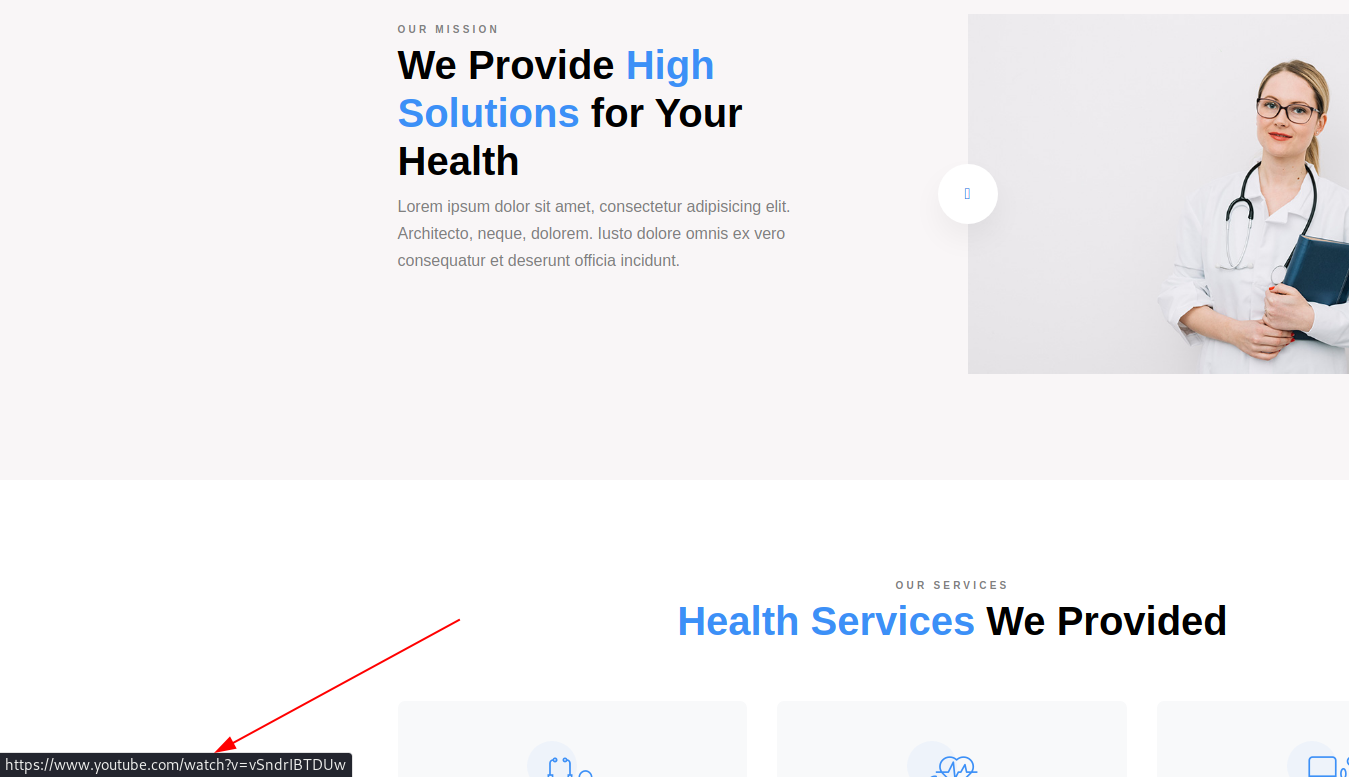 OUR MISSION
We Provide High
Solutions for Your
Health
Lorem ipsum dolor sit amet, consectetur adipisicing elit.
Architecto, neque, dolorem. Iusto dolore omnis ex vero
consequatur et deserunt officia incidunt.
OUR SERVICES
Health Services We Provided
https://www.youtube.com/watch?v=vSndrIBTDUw